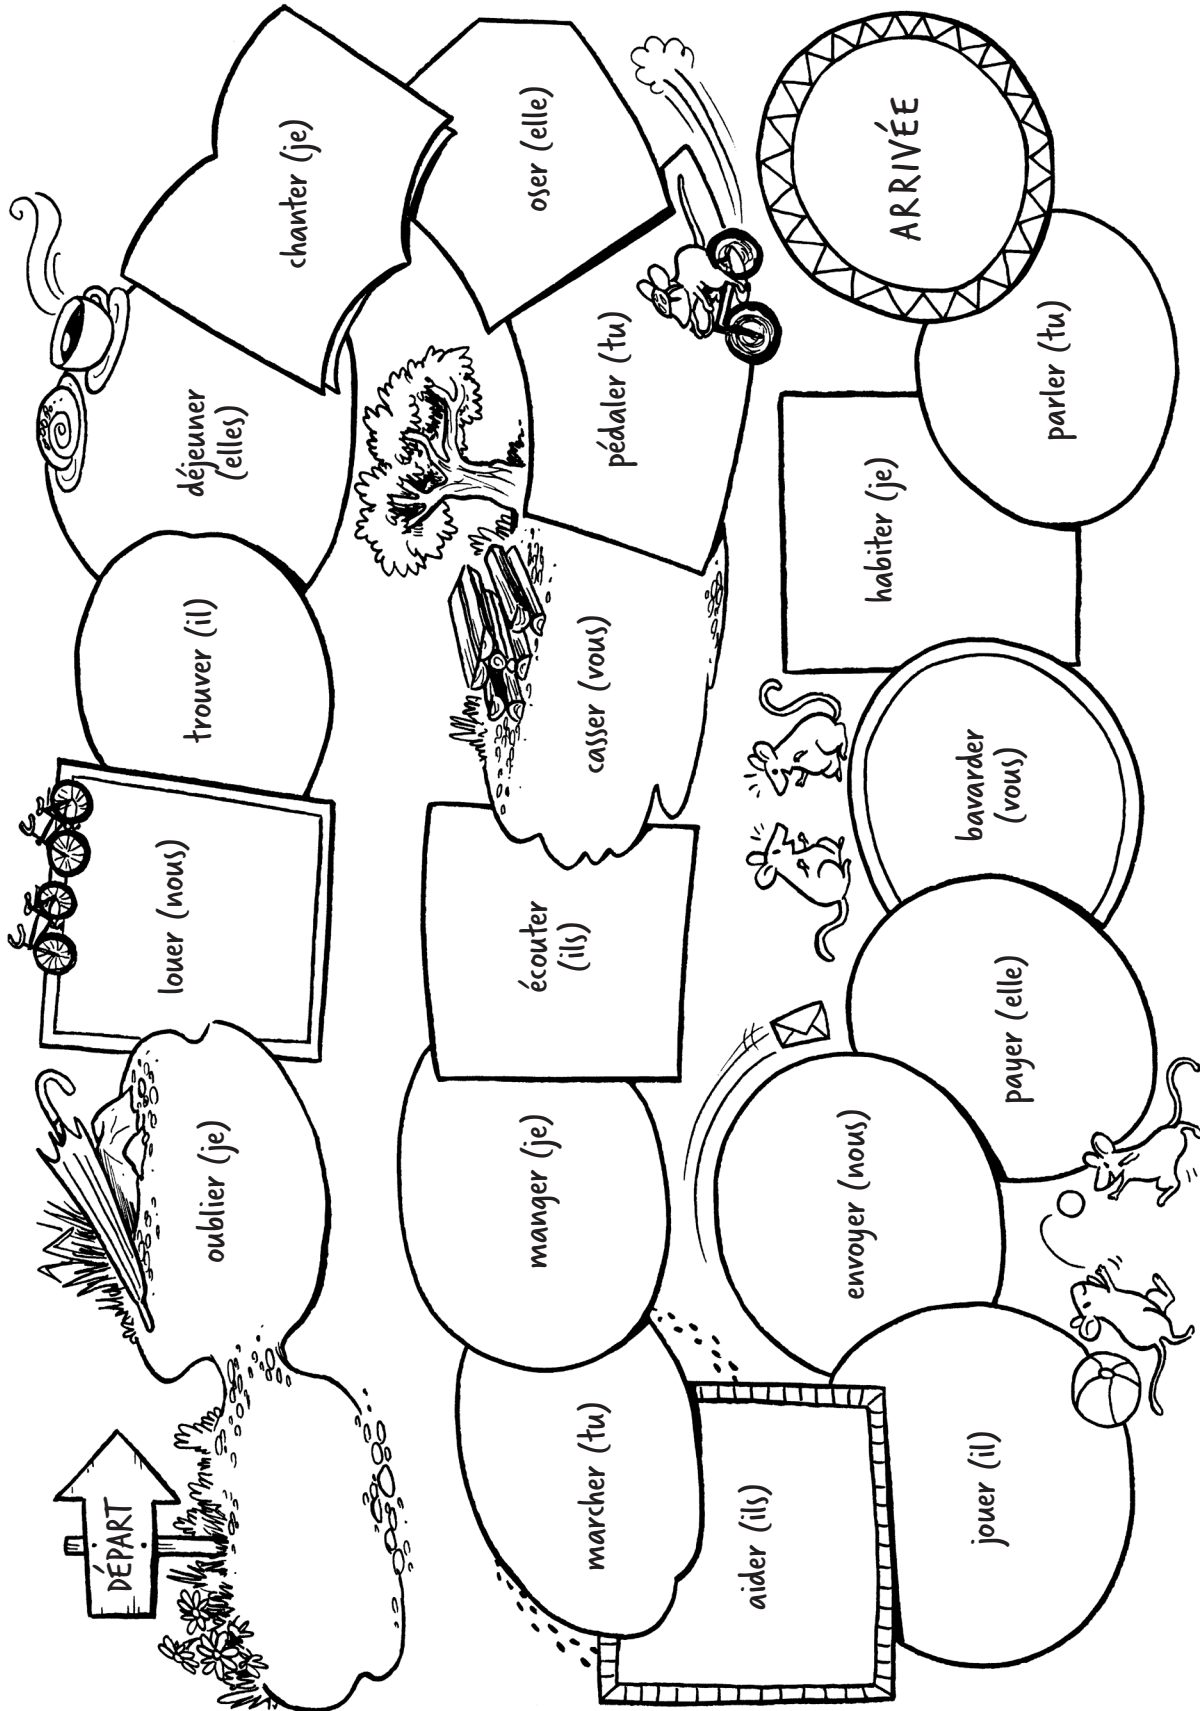 DÉPART
oublier (je)
louer (nous)
trouver (il)
déjeuner
(elles)
chanter (je)
oser (elle)
pédaler (tu)
casser (vous)
écouter
(ils)
manger (je)
marcher (tu)
aider (ils)
jouer (il)
envoyer (nous)
payer (elle)
bavarder
(vous)
habiter (je)
parler (tu)
ARRIVÉE